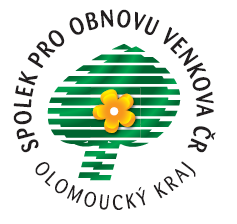 SPOLEK PRO OBNOVU VENKOVA ČR
OLOMOUCKÝ KRAJ